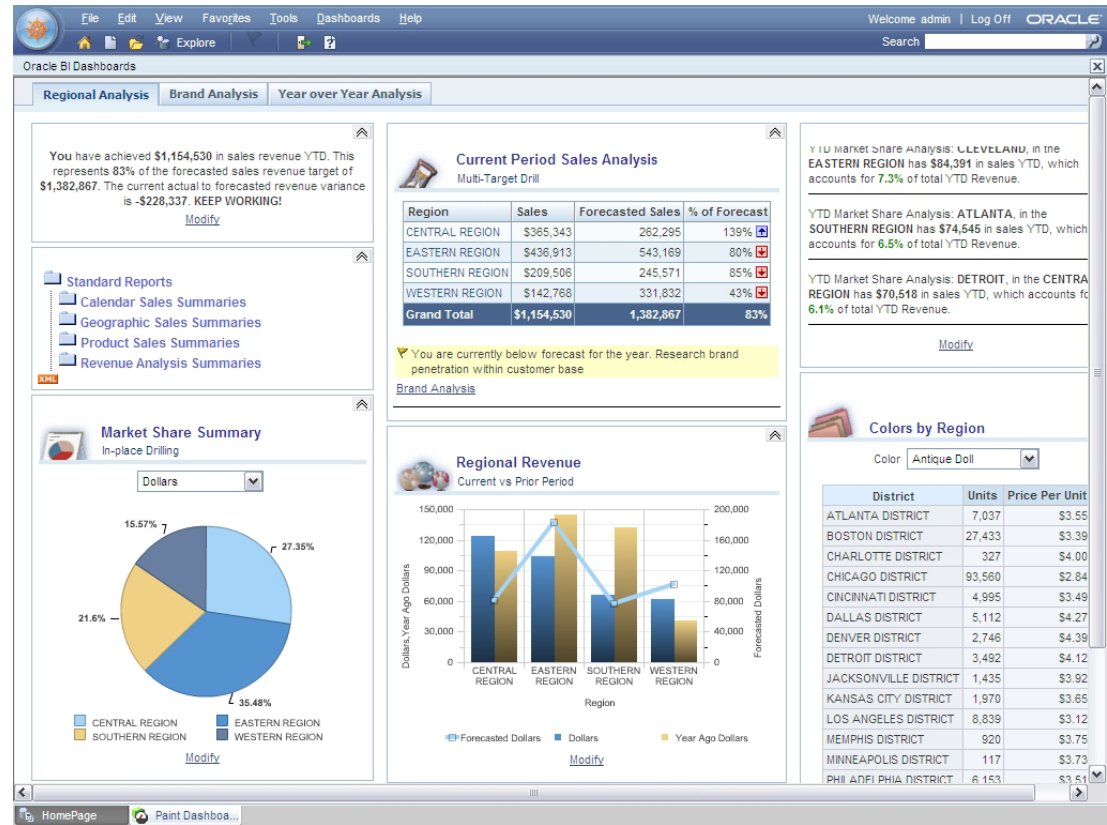 File Edit View Favorites Tools Dashboards Help
Welcome admin | Log Off ORACLE
Explore
Search
Oracle BI Dashboards
Regional Analysis Brand Analysis Year over Year Analysis
You have achieved $1,154,530 in sales revenue YTD. This
represents 83% of the forecasted sales revenue target of
$1,382,867. The current actual to forecasted revenue variance
is -$228,337. KEEP WORKING!
Modify
Standard Reports
Calendar Sales Summaries
Geographic Sales Summaries
Product Sales Summaries
Revenue Analysis Summaries
XML
Market Share Summary
In-place Drilling
Dollars
15.57%
27.35%
21.6%
35.48%
CENTRAL REGION EASTERN REGION
SOUTHERN REGION WESTERN REGION
Modify
Current Period Sales Analysis
Multi-Target Drill
Region Sales Forecasted Sales % of Forecast
CENTRAL REGION $365,343 262,295 139%
EASTERN REGION $436,913 543,169 80%
SOUTHERN REGION $209,506 245,571 85%
WESTERN REGION $142,768 331,832 43%
Grand Total $1,154,530 1,382,867 83%
You are currently below forecast for the year. Research brand
penetration within customer base
Brand Analysis
Regional Revenue
Current vs Prior Period
150,000 200,000
120,000 160,000
90,000 120,000
60,000 80,000
30,000 40,000
0 0
Dollars,Year Ago Dollars
Forecasted Dollars
CENTRAL EASTERN SOUTHERN WESTERN
REGION REGION REGION REGION
Region
Forecasted Dollars Dollars Year Ago Dollars
Modify
YTD Market Share Analysis: CLEVELAND, in the
EASTERN REGION has $84,391 in sales YTD, which
accounts for 7.3% of total YTD Revenue.
YTD Market Share Analysis: ATLANTA, in the
SOUTHERN REGION has $74,545 in sales YTD, which
accounts for 6.5% of total YTD Revenue.
YTD Market Share Analysis: DETROIT, in the CENTRA
REGION has $70,518 in sales YTD, which accounts fo
6.1% of total YTD Revenue.
Modify
Colors by Region
Color Antique Doll
District Units Price Per Unit
ATLANTA DISTRICT 7,037 $3.55
BOSTON DISTRICT 27,433 $3.39
CHARLOTTE DISTRICT 327 $4.00
CHICAGO DISTRICT 93,560 $2.84
CINCINNATI DISTRICT 4,995 $3.49
DALLAS DISTRICT 5,112 $4.27
DENVER DISTRICT 2,746 $4.39
DETROIT DISTRICT 3,492 $4.12
JACKSONVILLE DISTRICT 1,435 $3.92
KANSAS CITY DISTRICT 1,970 $3.65
LOS ANGELES DISTRICT 8,839 $3.12
MEMPHIS DISTRICT 920 $3.75
MINNEAPOLIS DISTRICT 117 $3.73
PHILADELPHIA DISTRICT 6,153 $3.51
HomePage Paint Dashboa...